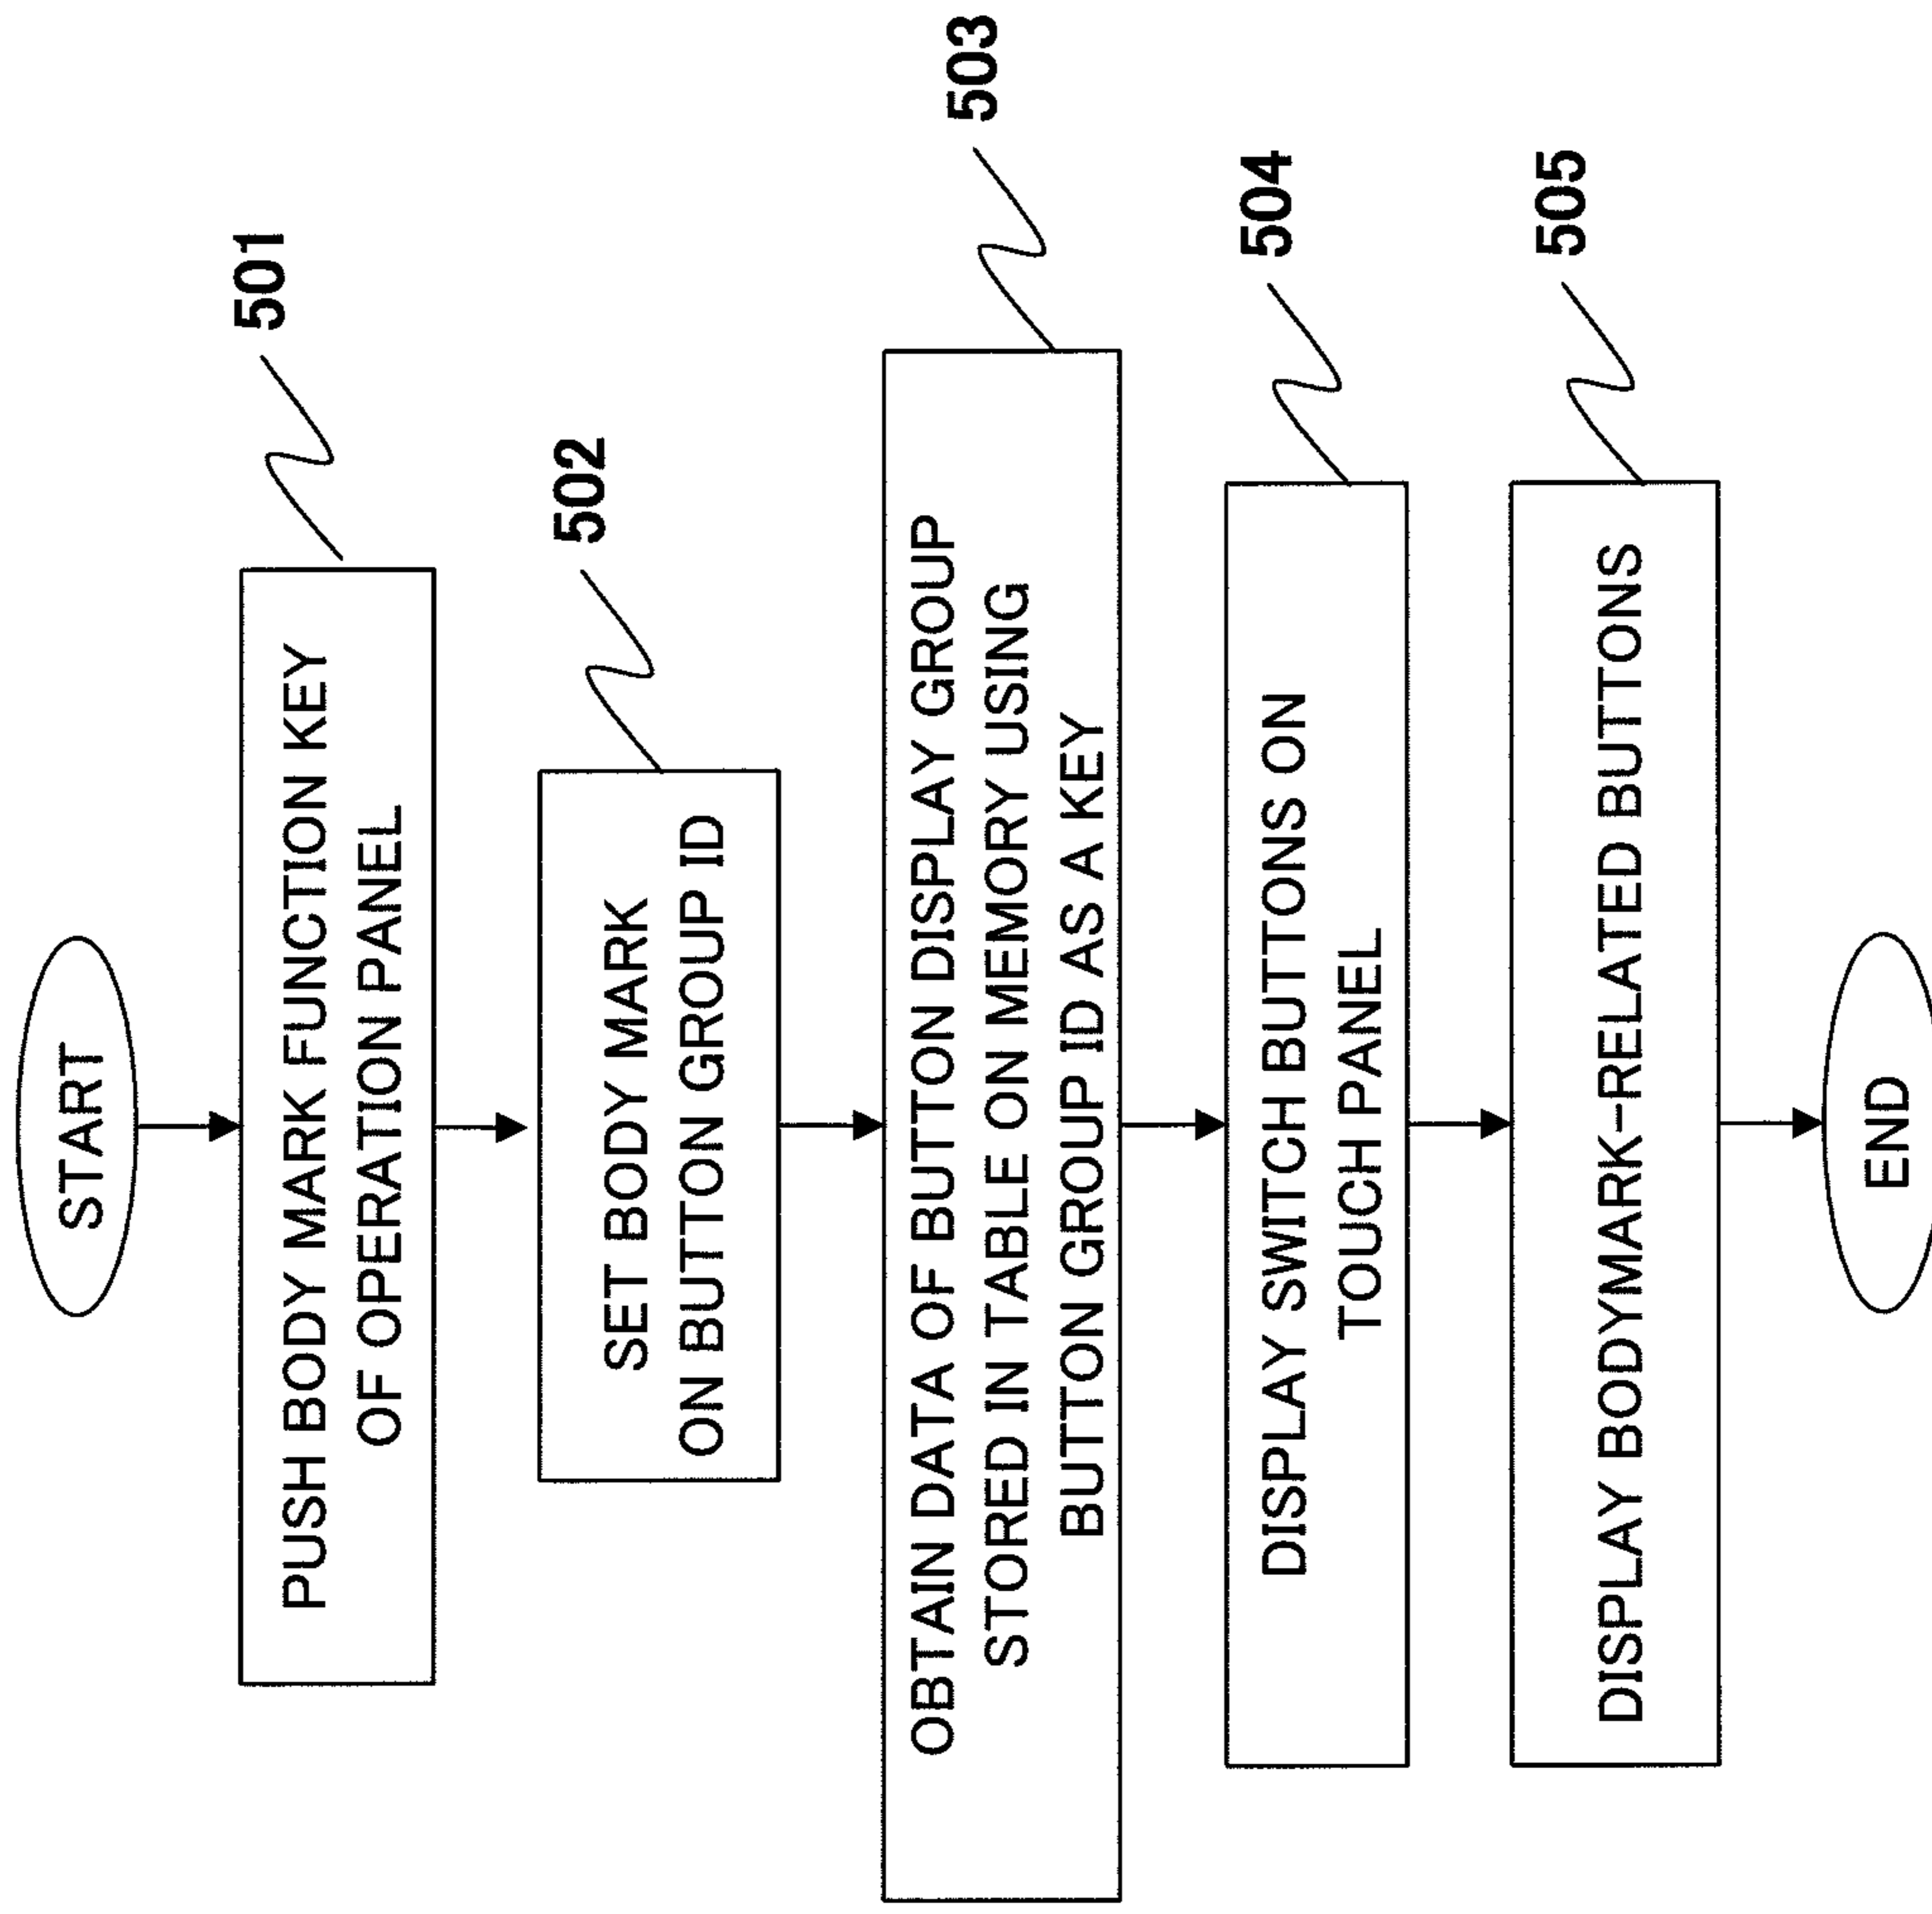 START
501
PUSH BODY MARK FUNCTION KEY
OF OPERATION PANEL
502
SET BODY MARK
ON BUTTON GROUP ID
503
OBTAIN DATA OF BUTTON DISPLAY GROUP
STORED IN TABLE ON MEMORY USING
BUTTON GROUP ID AS A KEY
504
DISPLAY SWITCH BUTTONS ON
TOUCH PANEL
505
DISPLAY BODYMARK-RELATED BUTTONS
END